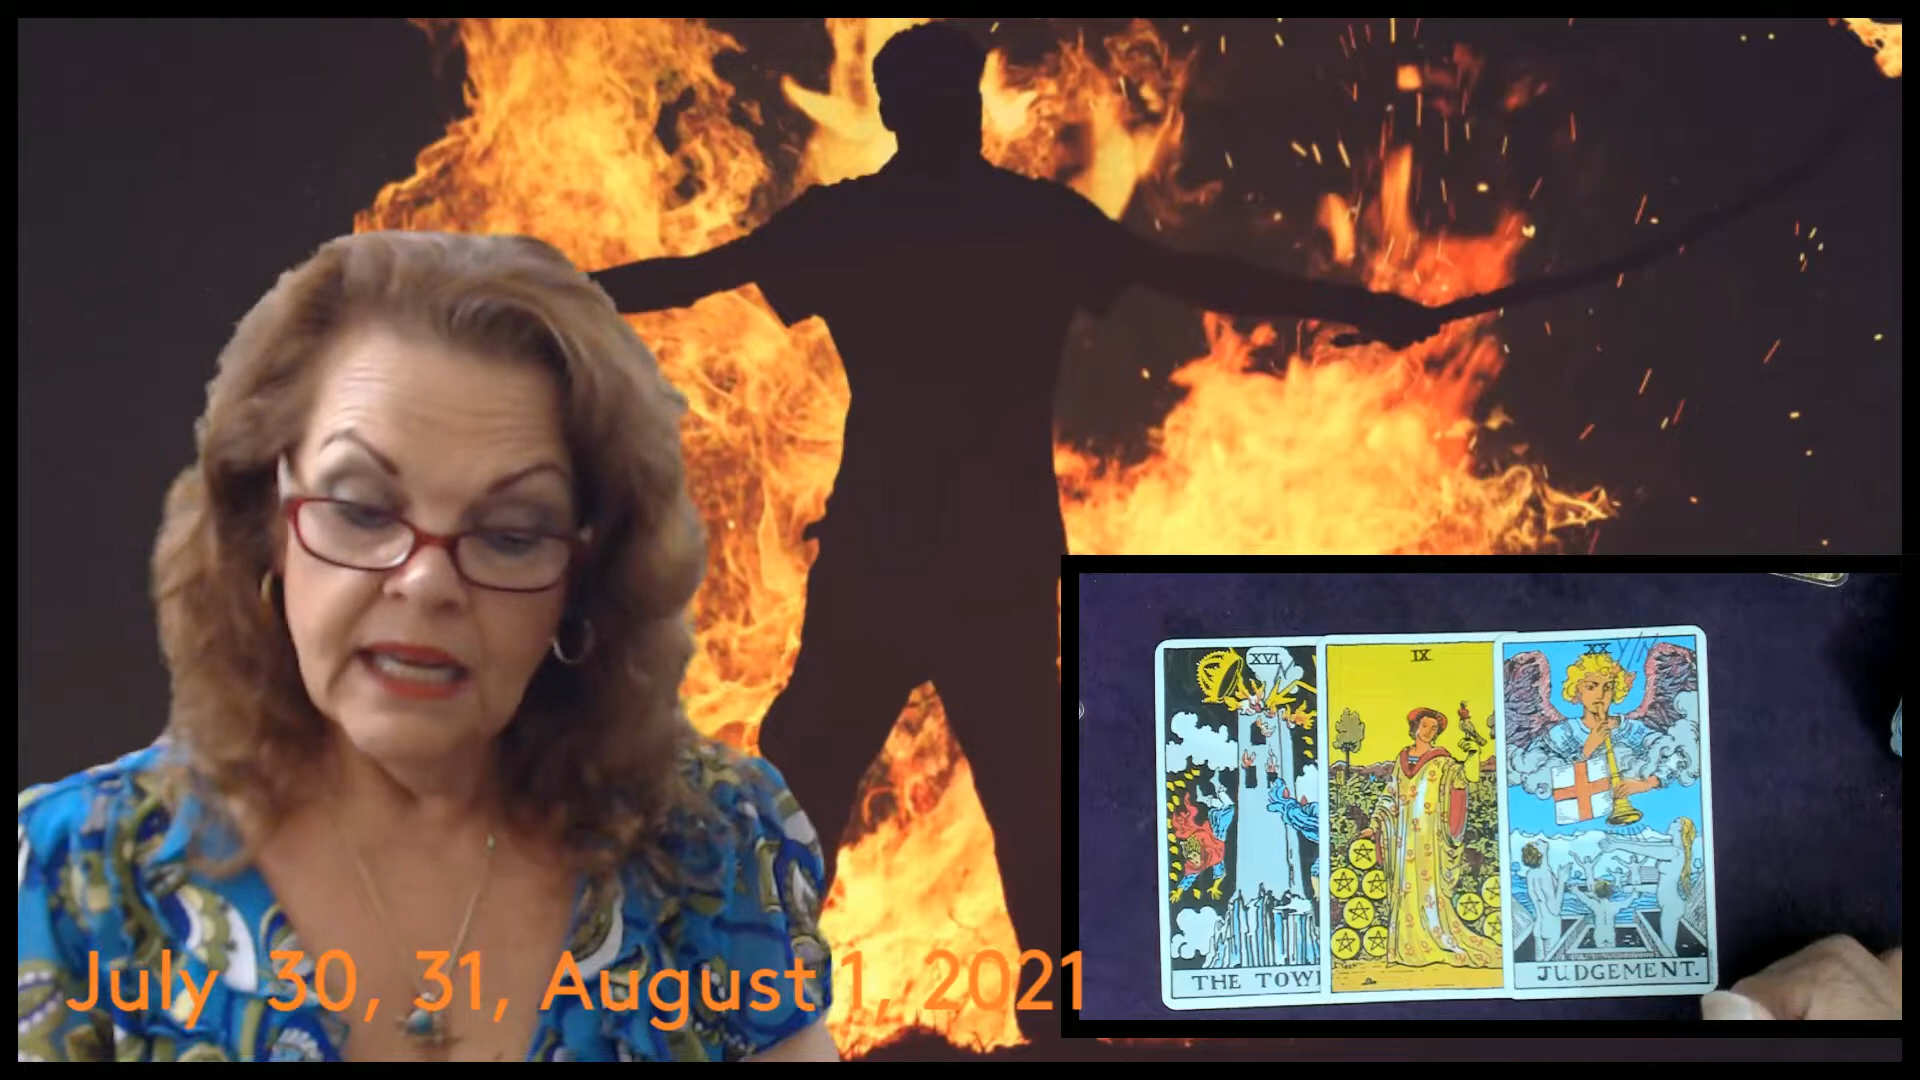 July 30, 31, August 1, 2021
XVI
IX
XX Y/N
THE TOW
JUDGEMENT.